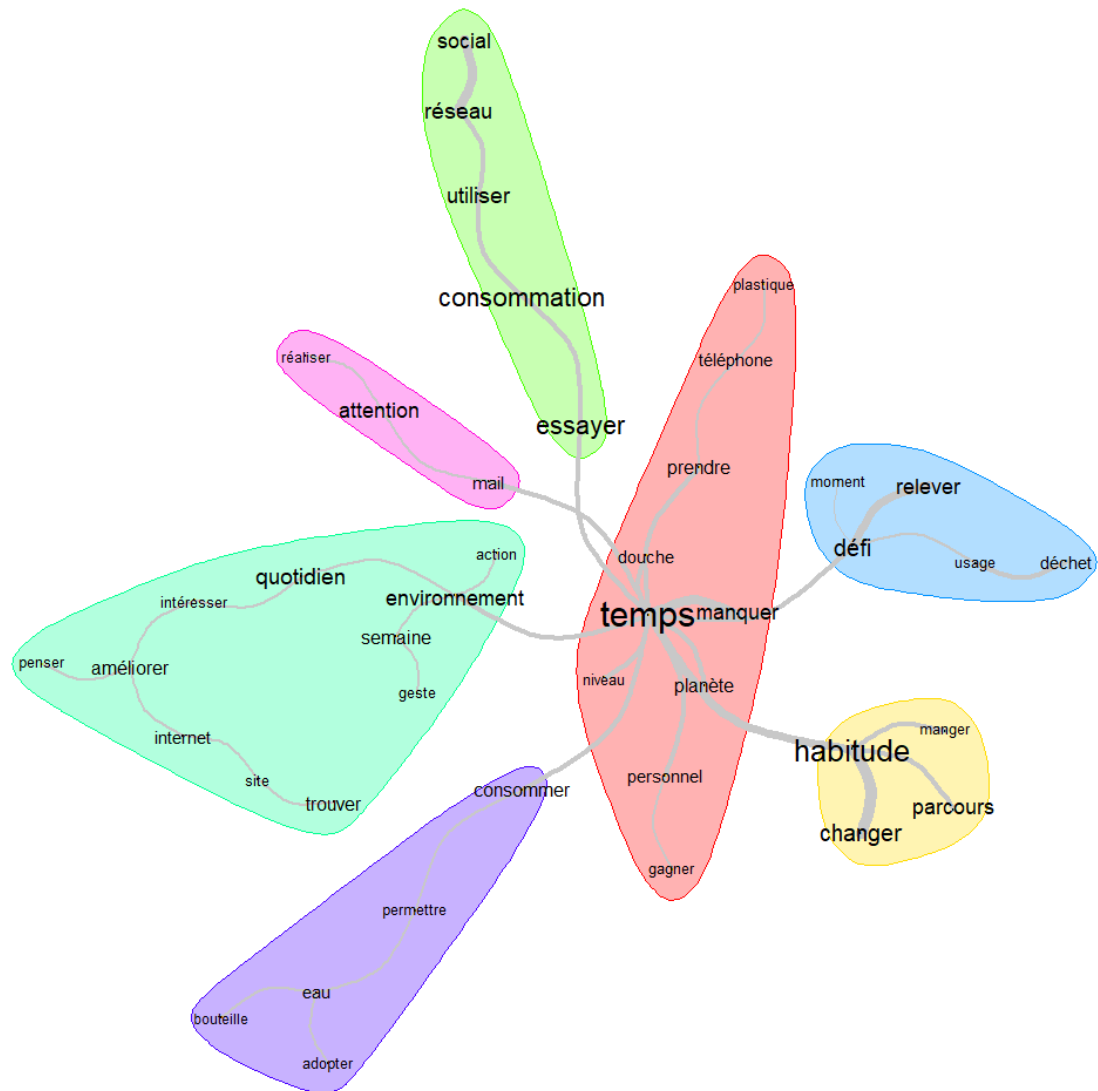 social
réseau
utiliser
plastique
consommation
réaliser
téléphone
attention
essayer
prendre
mail
moment
relever
défi
action
douche
usage
déchet
quotidien
intéresser
environnement
temps
manquer
semaine
penser
améliorer
niveau
planète
geste
internet
manger
habitude
site
personnel
consommer
trouver
parcours
changer
gagner
permettre
eau
bouteille
adopter